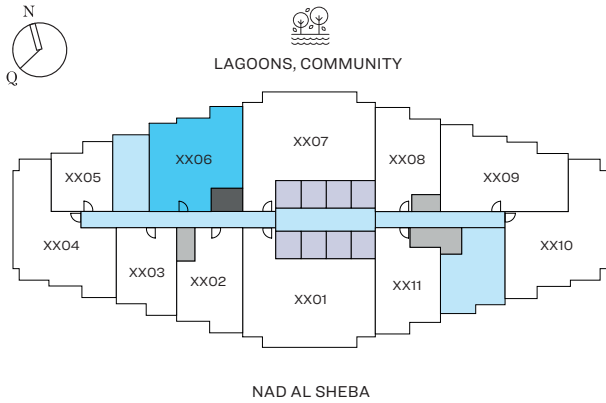 N
Q
LAGOONS, COMMUNITY
XX07
XX06
XX08
XX05
XX09
XX04
XX10
XX03
XX02
XX01
XX11
NAD AL SHEBA